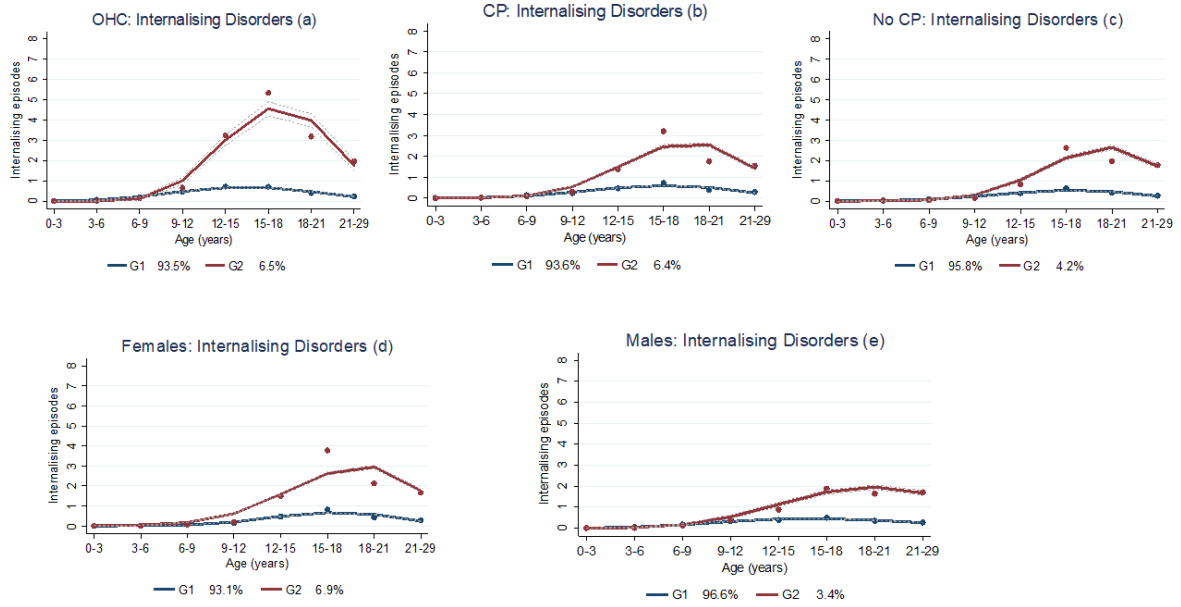 OHC: Internalising Disorders (a)
Internalising episodes
8
7
6
5
4
3
2
1
0
0-3 3-6 6-9 9-12 12-15 15-18 18-21 21-29
Age (years)
G1 93.5% G2 6.5%
CP: Internalising Disorders (b)
Internalising episodes
8
7
6
5
4
3
2
1
0
0-3 3-6 6-9 9-12 12-15 15-18 18-21 21-29
Age (years)
G1 93.6% G2 6.4%
No CP: Internalising Disorders (c)
Internalising episodes
8
7
6
5
4
3
2
1
0
0-3 3-6 6-9 9-12 12-15 15-18 18-21 21-29
Age (years)
G1 95.8% G2 4.2%
Females: Internalising Disorders (d)
Internalising episodes
8
7
6
5
4
3
2
1
0
0-3 3-6 6-9 9-12 12-15 15-18 18-21 21-29
Age (years)
G1 93.1% G2 6.9%
Males: Internalising Disorders (e)
Internalising episodes
8
7
6
5
4
3
2
1
0
0-3 3-6 6-9 9-12 12-15 15-18 18-21 21-29
Age (years)
G1 96.6% G2 3.4%